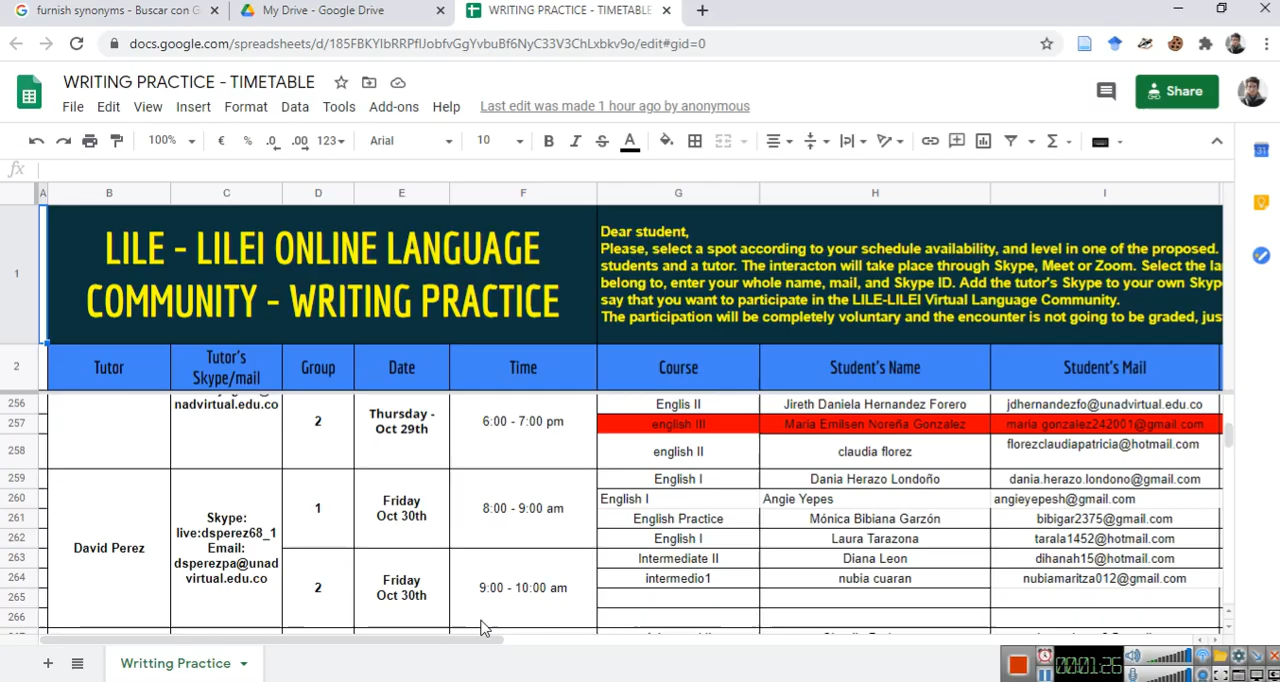 furnish synonyms - Buscar con G
My Drive - Google Drive
WRITING PRACTICE - TIMETABLE
docs.google.com/spreadsheets/d/185FBKYIbRRPflJobfvGgYvbuBf6NyC33V3ChLxbkv9o/edit#gid=0
WRITING PRACTICE - TIMETABLE
File Edit View Insert Format Data Tools Add-ons Help Last edit was made 1 hour ago by anonymous
Share
100% € % .0 .00 123 Arial 10 B I S A
fx
A B C D E F G H I
1
LILE - LILEI ONLINE LANGUAGE
COMMUNITY - WRITING PRACTICE
Dear student,
Please, select a spot according to your schedule availability, and level in one of the proposed.
students and a tutor. The interacton will take place through Skype, Meet or Zoom. Select the la
belong to, enter your whole name, mail, and Skype ID. Add the tutor's Skype to your own Skyp
say that you want to participate in the LILE-LILEI Virtual Language Community.
The participation will be completely voluntary and the encounter is not going to be graded, jus
2 Tutor Tutor's Skype/mail Group Date Time Course Student's Name Student's Mail
nadvirtual.edu.co
2 Thursday - Oct 29th 6:00 - 7:00 pm
256 Englis II Jireth Daniela Hernandez Forero jdhernandezfo@unadvirtual.edu.co
257 english III Maria Emilsen Noreña Gonzalez maria.gonzalez242001@gmail.com
258 english II claudia florez florezclaudiapatricia@hotmail.com
David Perez
Skype:
live:dsperez68_1
Email:
dsperezpa@unad
virtual.edu.co
1 Friday Oct 30th 8:00 - 9:00 am
259 English I Dania Herazo Londoño dania.herazo.londono@gmail.com
260 English I Angie Yepes angieyepesh@gmail.com
261 English Practice Mónica Bibiana Garzón bibigar2375@gmail.com
262 English I Laura Tarazona tarala1452@hotmail.com
2 Friday Oct 30th 9:00 - 10:00 am
263 Intermediate II Diana Leon dihanah15@hotmail.com
264 intermedio1 nubia cuaran nubiamaritza012@gmail.com
265
266
Writting Practice
00:01:26